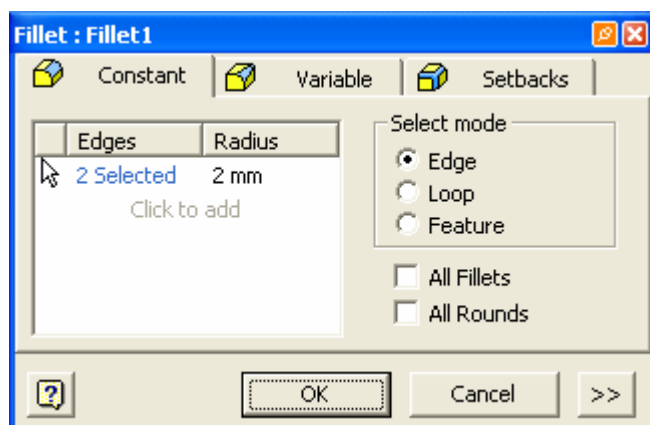 Fillet : Fillet1
Constant Variable Setbacks
Edges Radius
2 Selected 2 mm
Click to add
Select mode
Edge
Loop
Feature
All Fillets
All Rounds
? OK Cancel >>